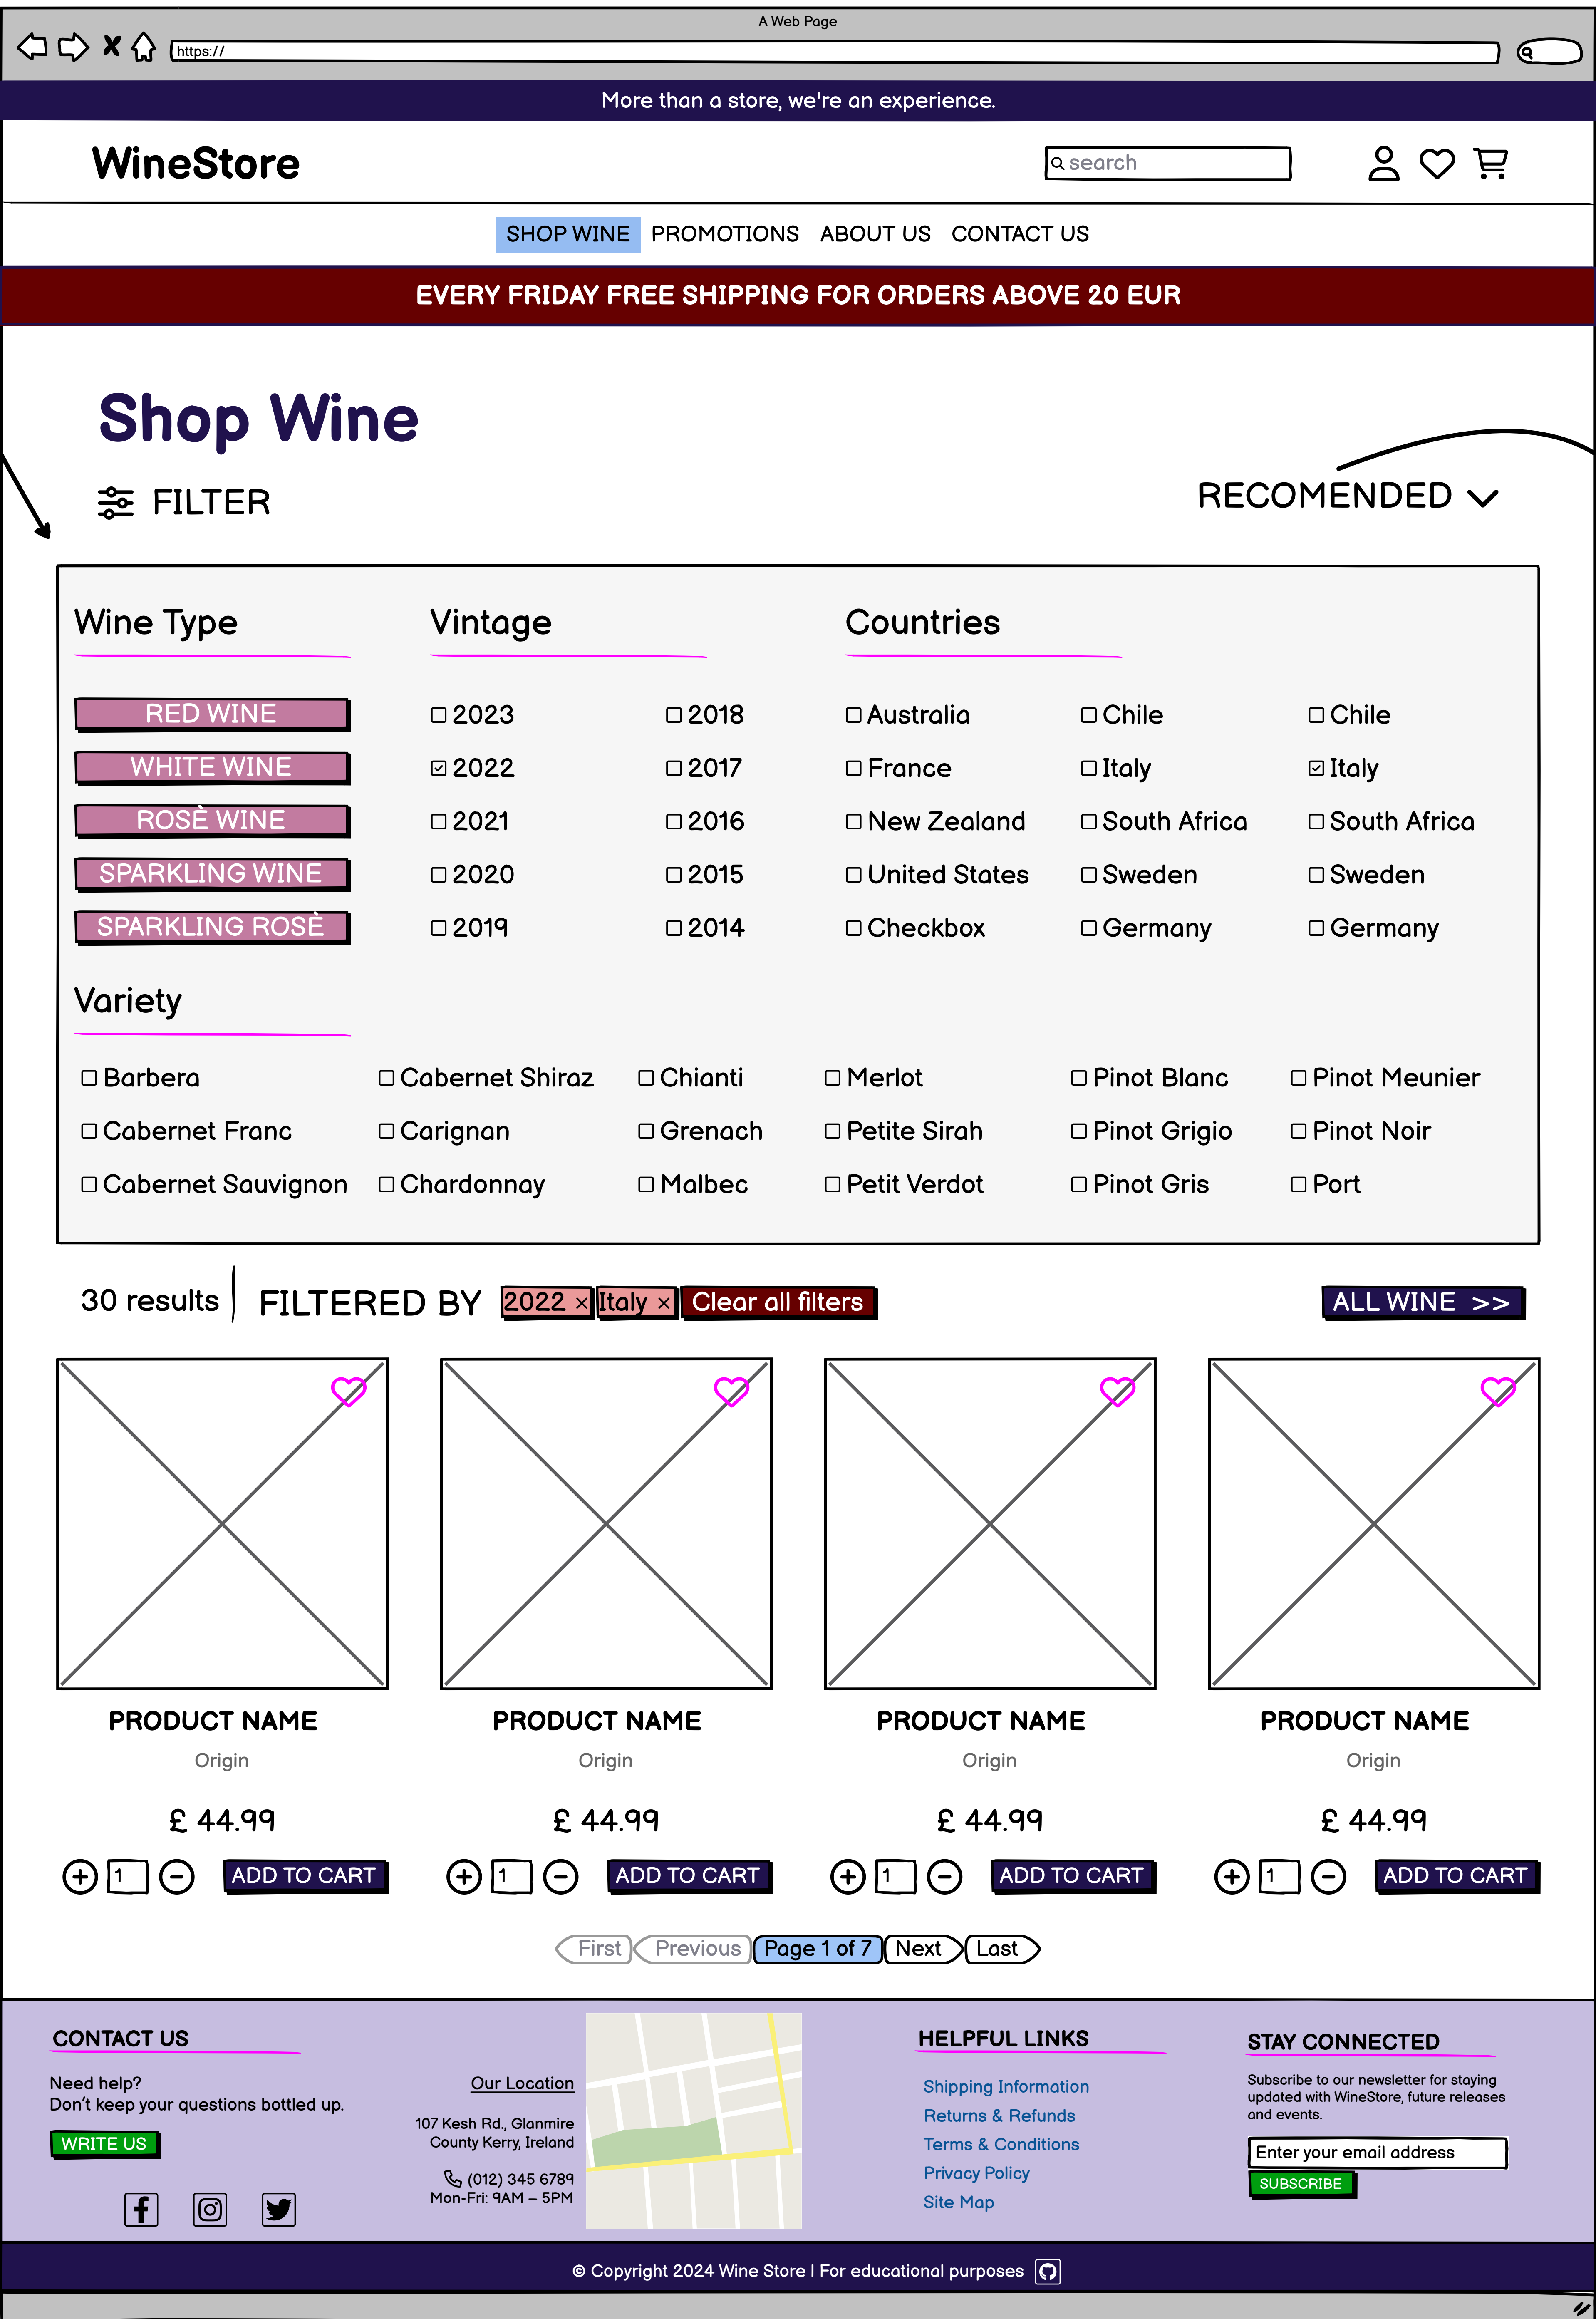 A Web Page
https://
More than a store, we're an experience.
WineStore
search
SHOP WINE PROMOTIONS ABOUT US CONTACT US
EVERY FRIDAY FREE SHIPPING FOR ORDERS ABOVE 20 EUR
Shop Wine
FILTER
RECOMENDED
Wine Type Vintage Countries
RED WINE 2023 2018 Australia Chile Chile
WHITE WINE 2022 2017 France Italy Italy
ROSÈ WINE 2021 2016 New Zealand South Africa South Africa
SPARKLING WINE 2020 2015 United States Sweden Sweden
SPARKLING ROSÈ 2019 2014 Checkbox Germany Germany
Variety
Barbera Cabernet Shiraz Chianti Merlot Pinot Blanc Pinot Meunier
Cabernet Franc Carignan Grenach Petite Sirah Pinot Grigio Pinot Noir
Cabernet Sauvignon Chardonnay Malbec Petit Verdot Pinot Gris Port
30 results FILTERED BY 2022 × Italy × Clear all filters ALL WINE >>
PRODUCT NAME PRODUCT NAME PRODUCT NAME PRODUCT NAME
Origin Origin Origin Origin
£ 44.99 £ 44.99 £ 44.99 £ 44.99
1 ADD TO CART 1 ADD TO CART 1 ADD TO CART 1 ADD TO CART
First Previous Page 1 of 7 Next Last
CONTACT US
Need help?
Don't keep your questions bottled up.
WRITE US
Our Location
107 Kesh Rd., Glanmire
County Kerry, Ireland
(012) 345 6789
Mon-Fri: 9AM – 5PM
HELPFUL LINKS
Shipping Information
Returns & Refunds
Terms & Conditions
Privacy Policy
Site Map
STAY CONNECTED
Subscribe to our newsletter for staying
updated with WineStore, future releases
and events.
Enter your email address
SUBSCRIBE
© Copyright 2024 Wine Store | For educational purposes